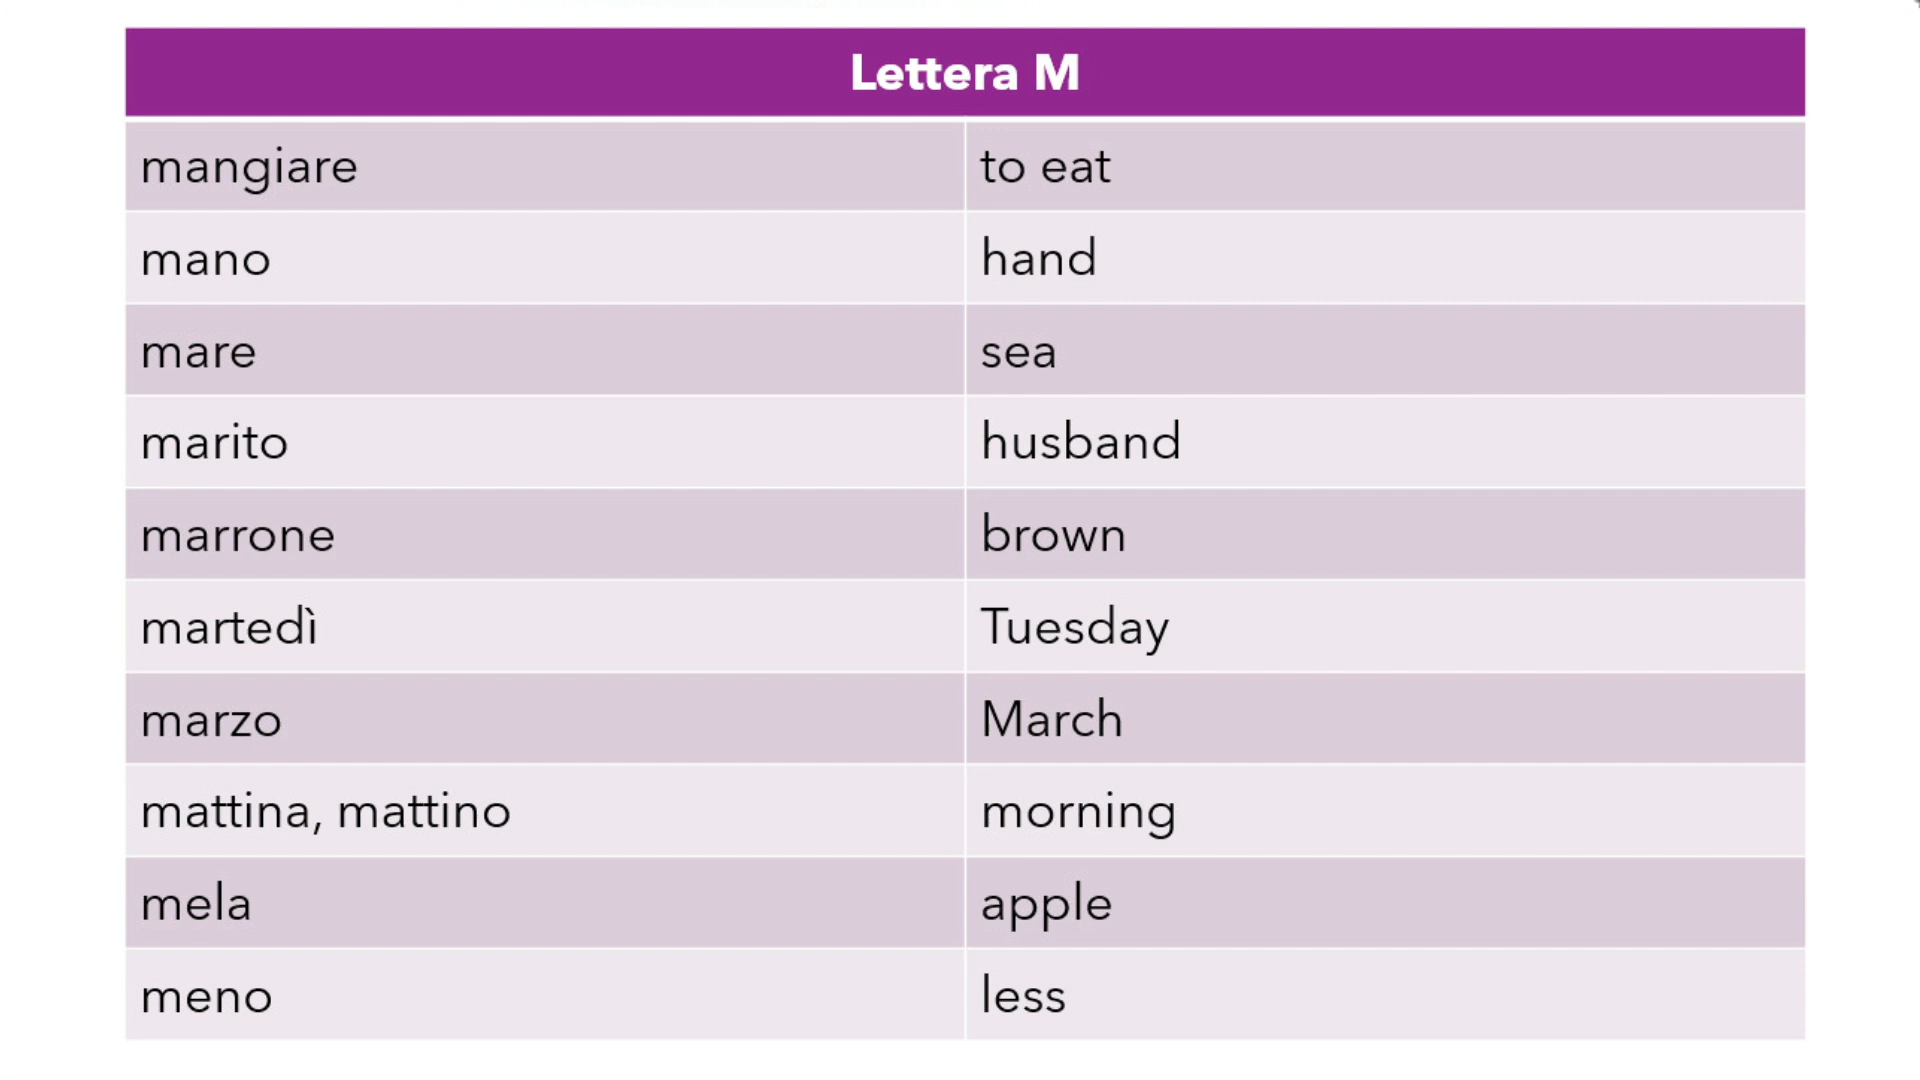 Lettera M
mangiare to eat
mano hand
mare sea
marito husband
marrone brown
martedì Tuesday
marzo March
mattina, mattino morning
mela apple
meno less